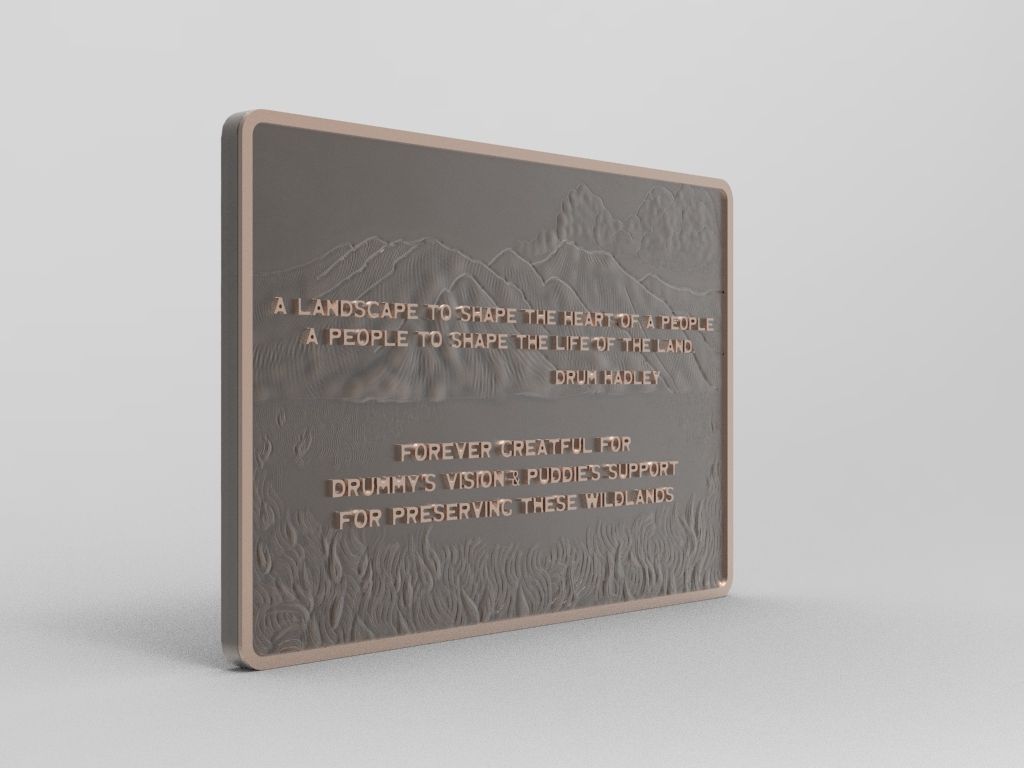 A LANDSCAPE TO SHAPE THE HEART OF A PEOPLE
A PEOPLE TO SHAPE THE LIFE OF THE LAND.
DRUM HADLEY
FOREVER GREATFUL FOR
DRUMMY'S VISION & PUDDIE'S SUPPORT
FOR PRESERVING THESE WILDLANDS